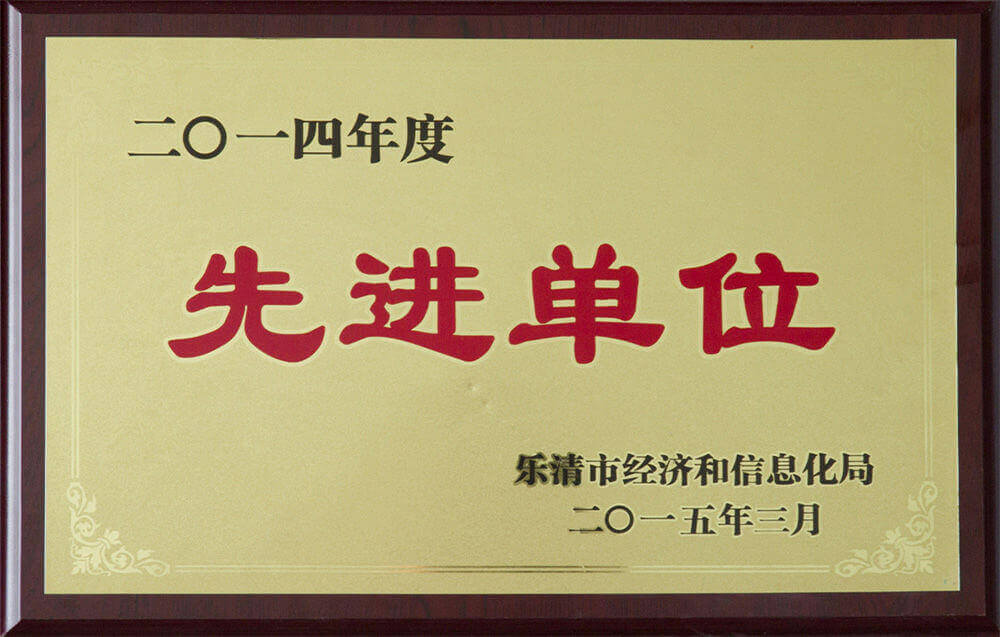 二〇一四年度
先进单位
乐清市经济和信息化局
二〇一五年三月